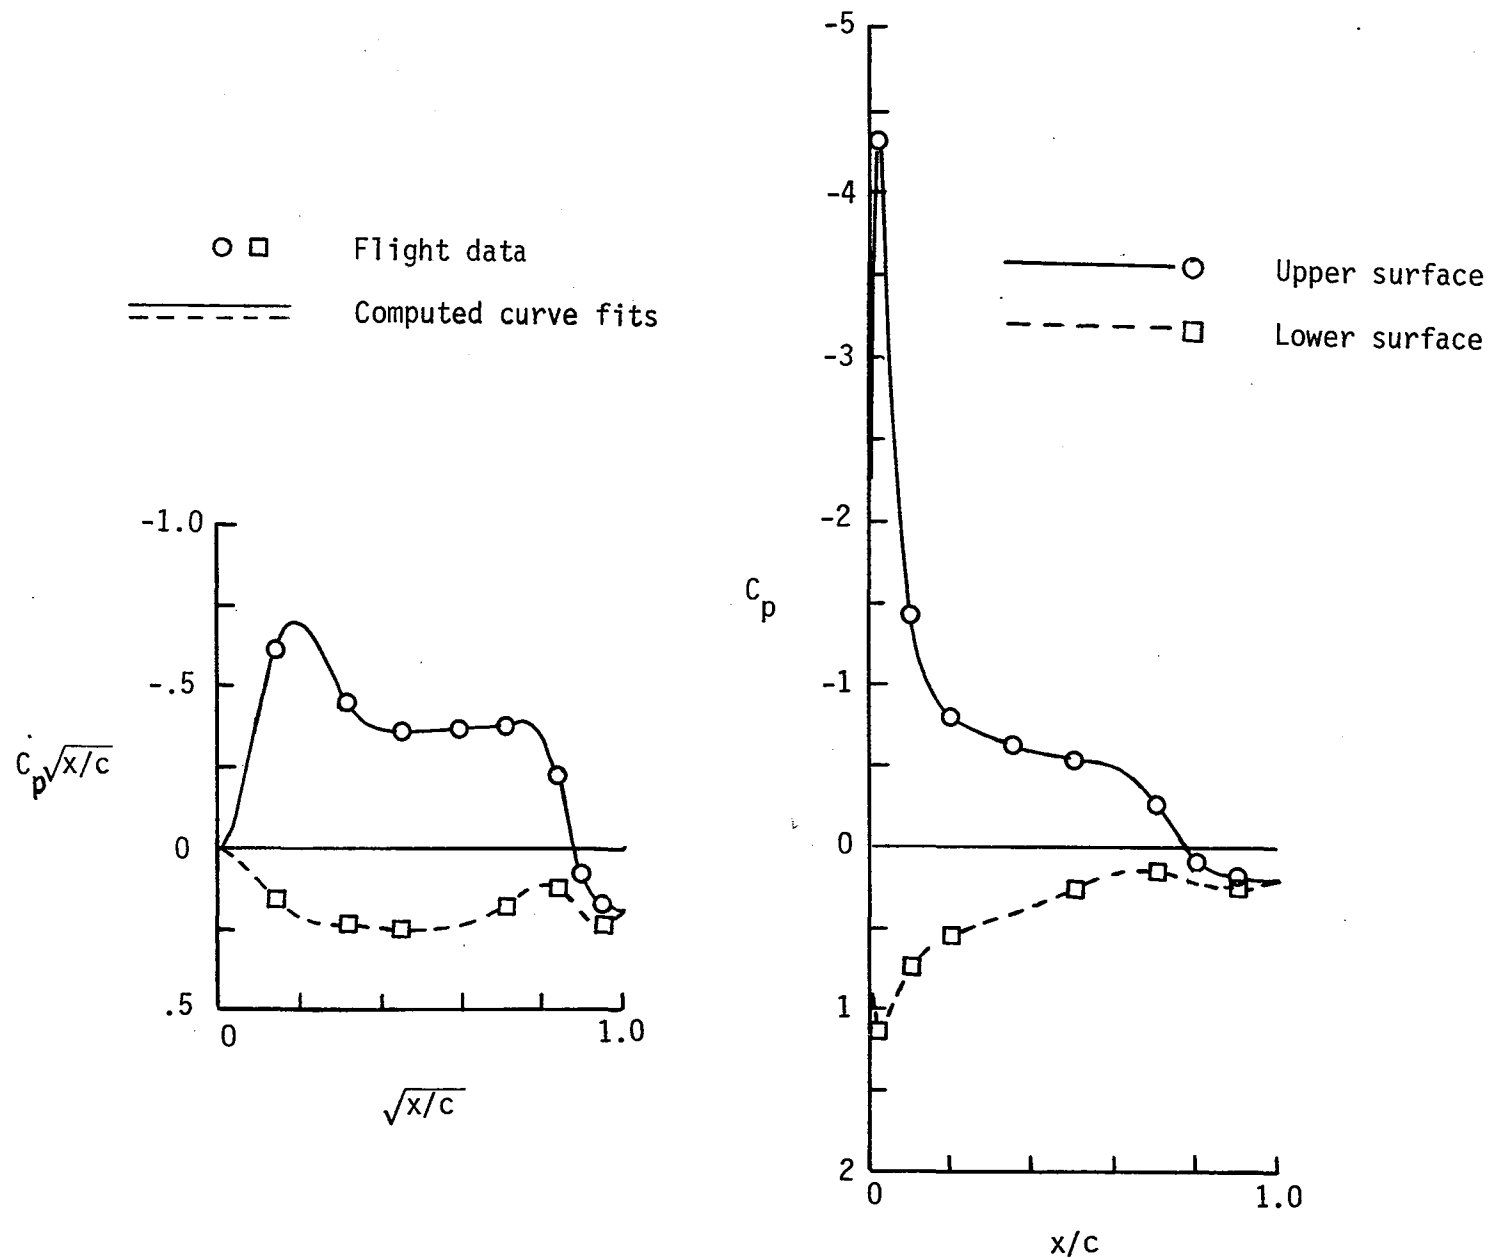 Flight data
Computed curve fits
-1.0
-.5
0
.5
C_p√x/c
0
1.0
√x/c
-5
-4
-3
-2
-1
0
1
2
C_p
Upper surface
Lower surface
0
1.0
x/c